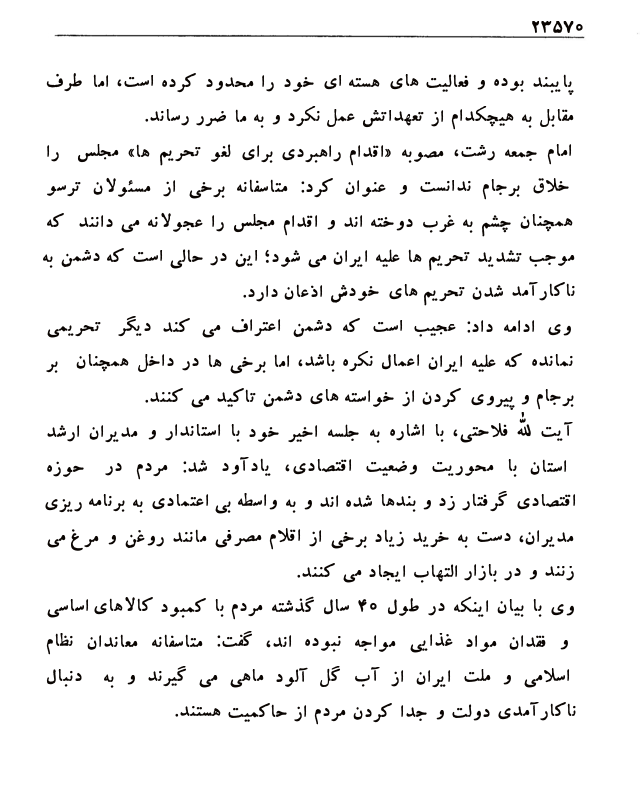 ۲۳۵۷۰
پایبند بوده و فعالیت های هسته ای خود را محدود کرده است، اما طرف
مقابل به هیچکدام از تعهداتش عمل نکرد و به ما ضرر رساند.
امام جمعه رشت، مصوبه «اقدام راهبردی برای لغو تحریم ها» مجلس را
خلاق برجام ندانست و عنوان کرد: متاسفانه برخی از مسئولان ترسو
همچنان چشم به غرب دوخته اند و اقدام مجلس را عجولانه می دانند که
موجب تشدید تحریم ها علیه ایران می شود؛ این در حالی است که دشمن به
ناکارآمد شدن تحریم های خودش اذعان دارد.
وی ادامه داد: عجیب است که دشمن اعتراف می کند دیگر تحریمی
نمانده که علیه ایران اعمال نکره باشد، اما برخی ها در داخل همچنان بر
برجام و پیروی کردن از خواسته های دشمن تاکید می کنند.
آیت لله فلاحتی، با اشاره به جلسه اخیر خود با استاندار و مدیران ارشد
استان با محوریت وضعیت اقتصادی، یادآود شد: مردم در حوزه
اقتصادی گرفتار زد و بندها شده اند و به واسطه بی اعتمادی به برنامه ریزی
مدیران، دست به خرید زیاد برخی از اقلام مصرفی مانند روغن و مرغ می
زنند و در بازار التهاب ایجاد می کنند.
وی با بیان اینکه در طول ۴۰ سال گذشته مردم با کمبود کالاهای اساسی
و فقدان مواد غذایی مواجه نبوده اند، گفت: متاسفانه معاندان نظام
اسلامی و ملت ایران از آب گل آلود ماهی می گیرند و به دنبال
ناکارآمدی دولت و جدا کردن مردم از حاکمیت هستند.